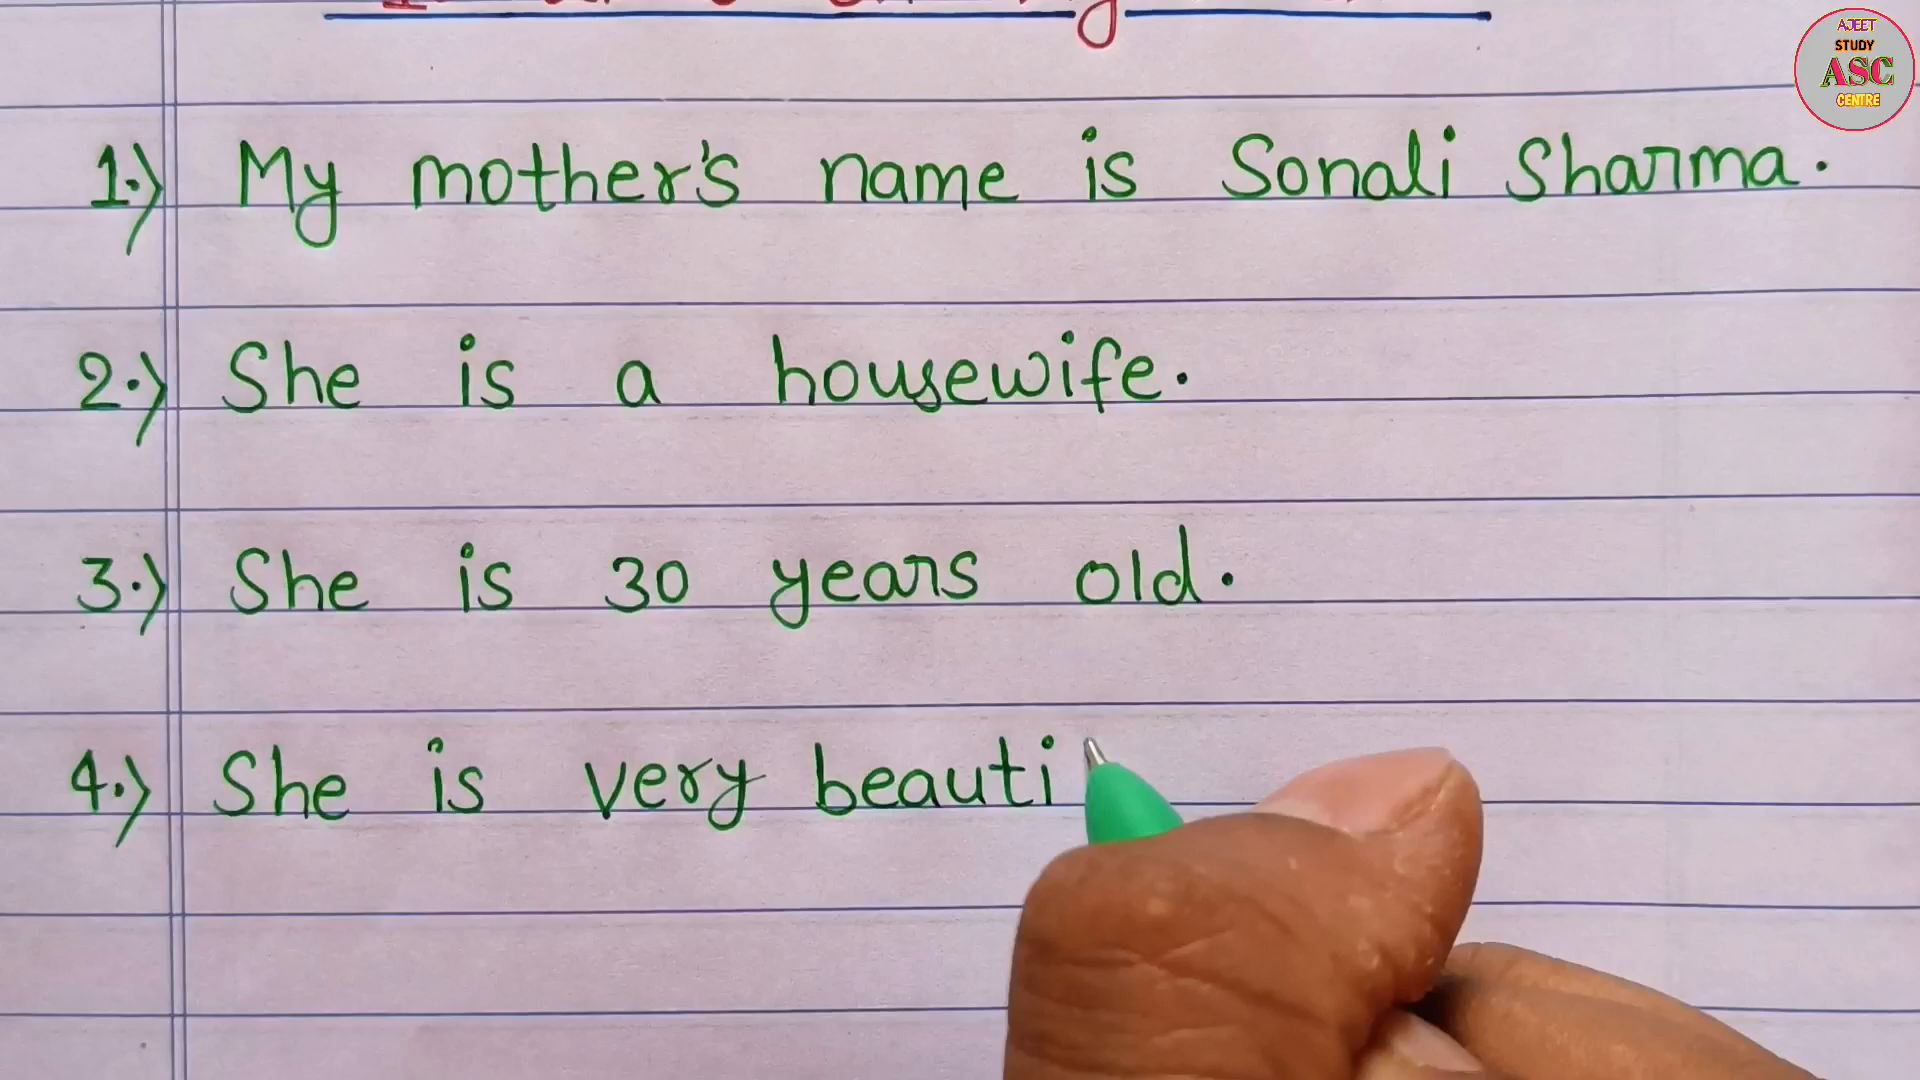 AJEET
STUDY
ASC
CENTRE
1.) My mother's name is Sonali Sharma.
2.) She is a housewife.
3.) She is 30 years old.
4.) She is very beauti